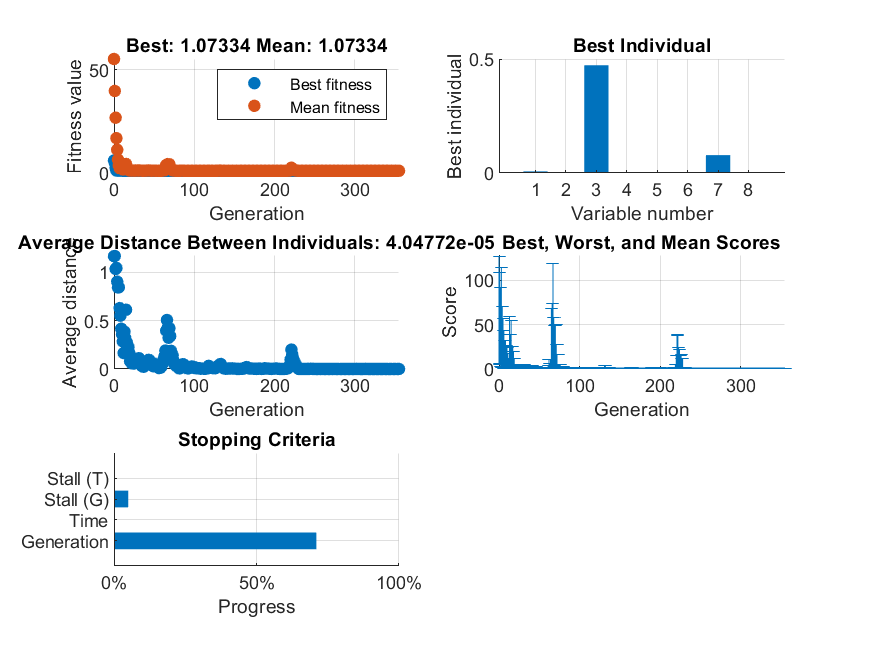 Best: 1.07334 Mean: 1.07334
Fitness value
50
0
Best fitness
Mean fitness
0 100 200 300
Generation
Best Individual
Best individual
0.5
0
1 2 3 4 5 6 7 8
Variable number
Average Distance Between Individuals: 4.04772e-05
Average distance
1
0.5
0
0 100 200 300
Generation
Best, Worst, and Mean Scores
Score
100
50
0
0 100 200 300
Generation
Stopping Criteria
Stall (T)
Stall (G)
Time
Generation
0% 50% 100%
Progress